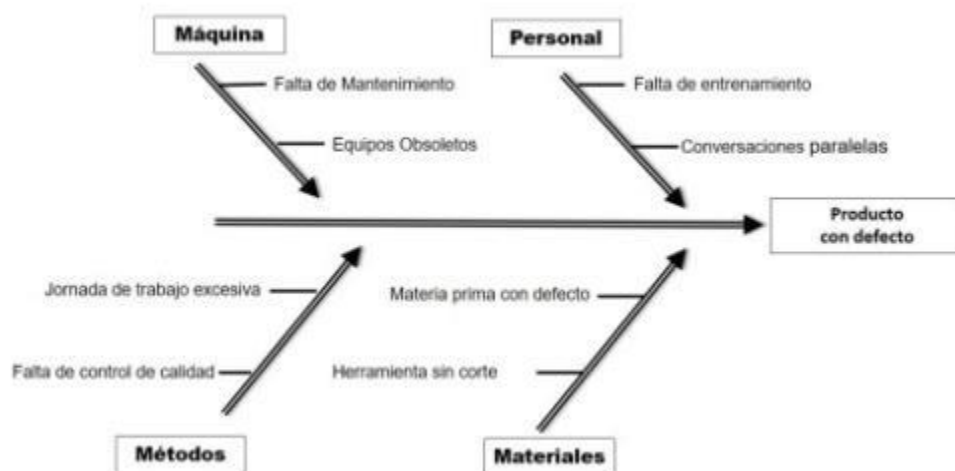 Máquina
Personal
Falta de Mantenimiento
Falta de entrenamiento
Equipos Obsoletos
Conversaciones paralelas
Producto
con defecto
Jornada de trabajo excesiva
Materia prima con defecto
Falta de control de calidad
Herramienta sin corte
Métodos
Materiales